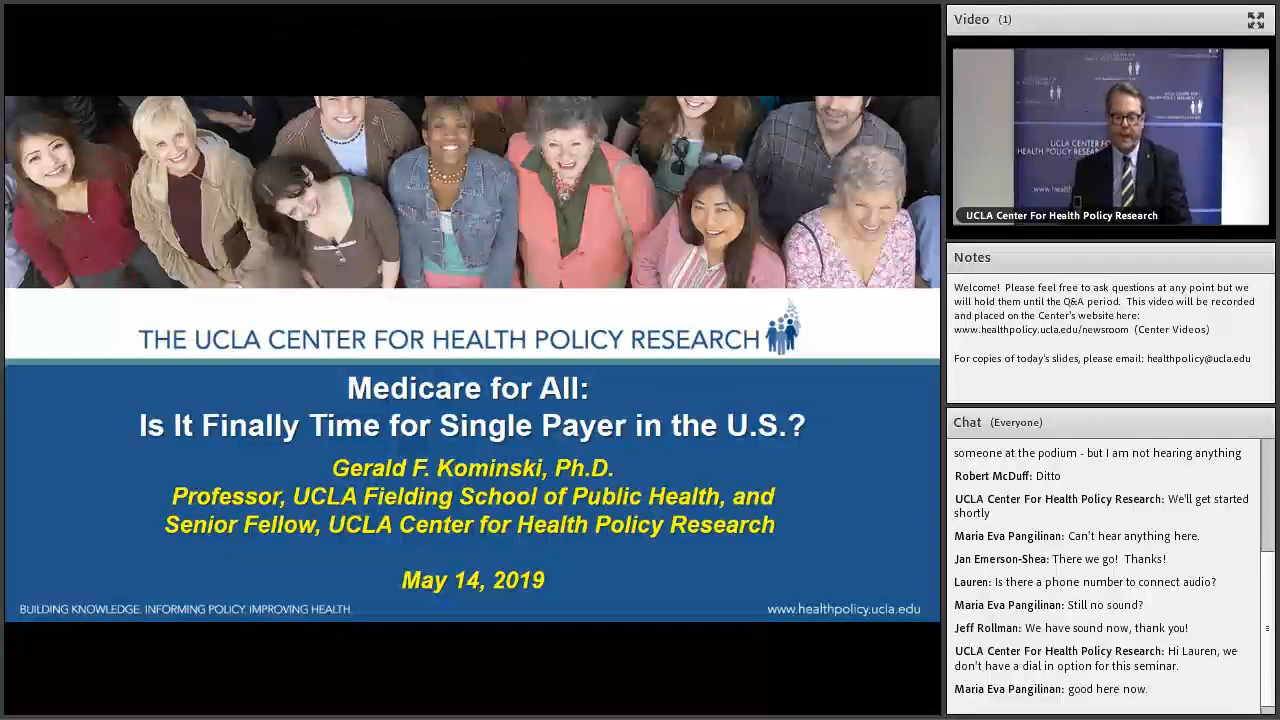 THE UCLA CENTER FOR HEALTH POLICY RESEARCH
Medicare for All:
Is It Finally Time for Single Payer in the U.S.?
Gerald F. Kominski, Ph.D.
Professor, UCLA Fielding School of Public Health, and
Senior Fellow, UCLA Center for Health Policy Research
May 14, 2019
BUILDING KNOWLEDGE. INFORMING POLICY. IMPROVING HEALTH.
www.healthpolicy.ucla.edu
Video (1)
UCLA CENTER FO
HEALTH POLICY RESEARC
www.health
UCLA Center For Health Policy Research
Notes
Welcome! Please feel free to ask questions at any point but we
will hold them until the Q&A period. This video will be recorded
and placed on the Center's website here:
www.healthpolicy.ucla.edu/newsroom (Center Videos)
For copies of today's slides, please email: healthpolicy@ucla.edu
Chat (Everyone)
someone at the podium - but I am not hearing anything
Robert McDuff: Ditto
UCLA Center For Health Policy Research: We'll get started
shortly
Maria Eva Pangilinan: Can't hear anything here.
Jan Emerson-Shea: There we go! Thanks!
Lauren: Is there a phone number to connect audio?
Maria Eva Pangilinan: Still no sound?
Jeff Rollman: We have sound now, thank you!
UCLA Center For Health Policy Research: Hi Lauren, we
don't have a dial in option for this seminar.
Maria Eva Pangilinan: good here now.